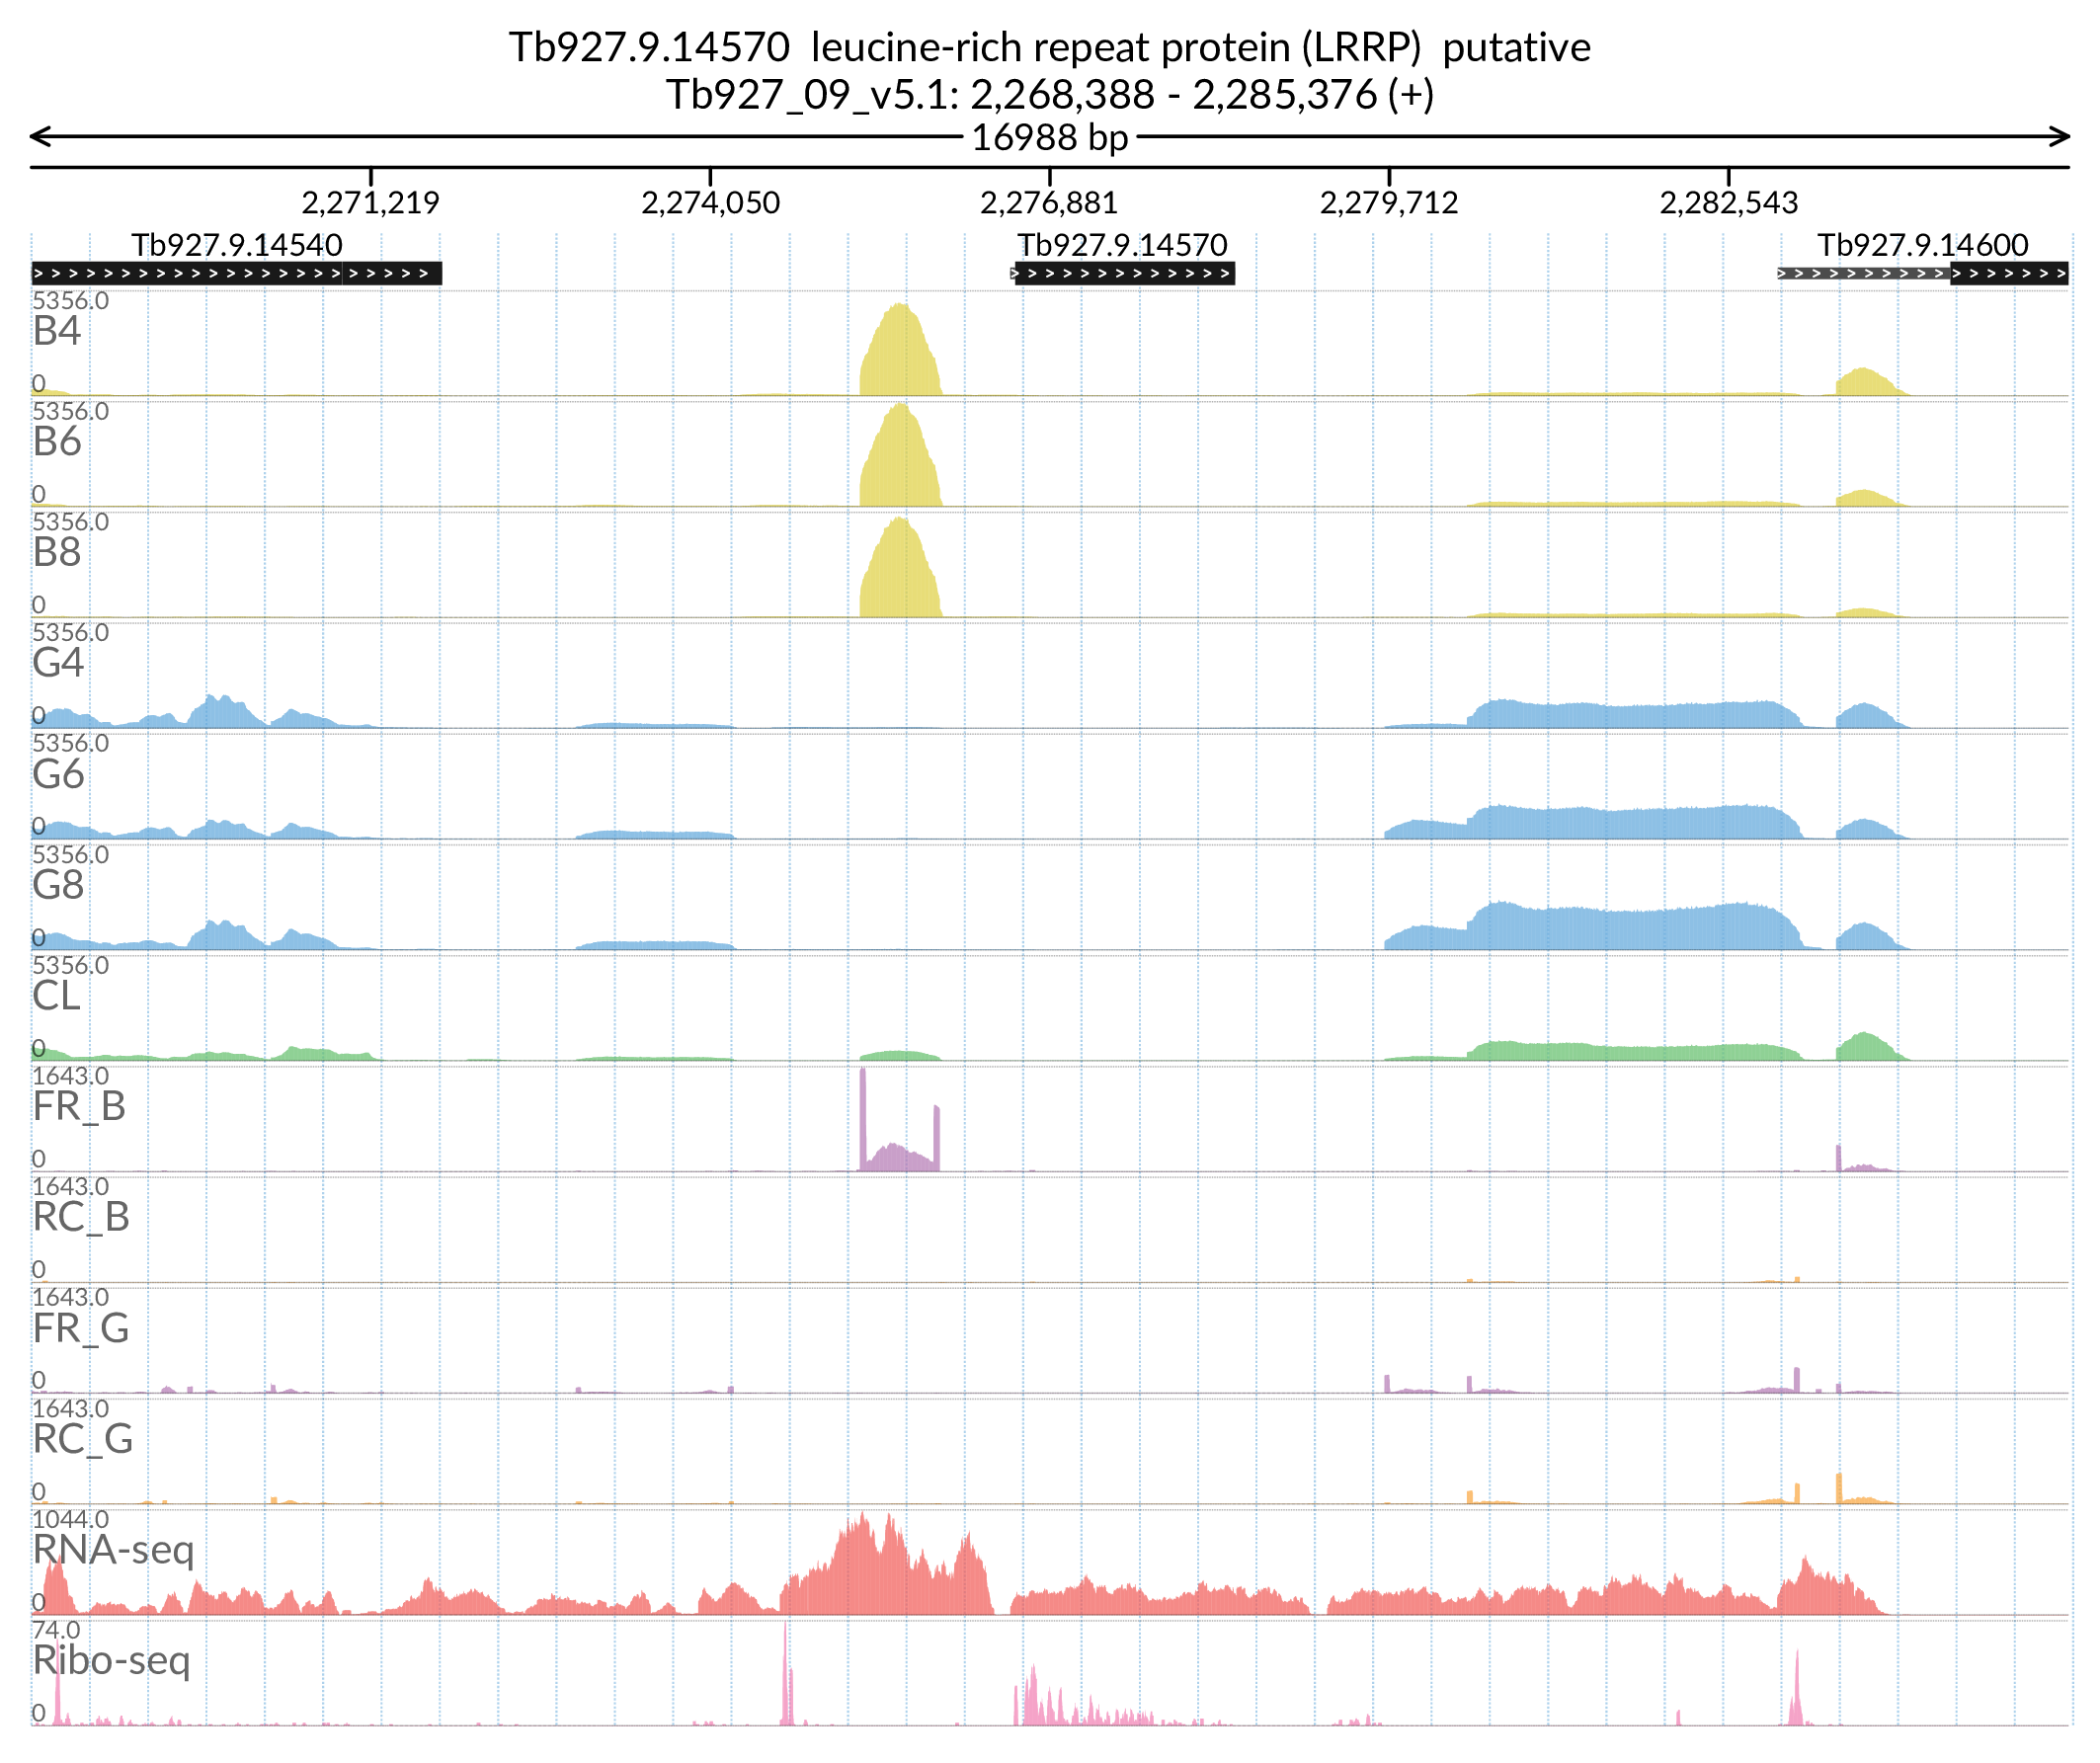 Tb927.9.14570 leucine-rich repeat protein (LRRP) putative
Tb927_09_v5.1: 2,268,388 - 2,285,376 (+)
16988 bp
2,271,219 2,274,050 2,276,881 2,279,712 2,282,543
Tb927.9.14540 Tb927.9.14570 Tb927.9.14600
5356.0
B4
0
5356.0
B6
0
5356.0
B8
0
5356.0
G4
0
5356.0
G6
0
5356.0
G8
0
5356.0
CL
0
1643.0
FR_B
0
1643.0
RC_B
0
1643.0
FR_G
0
1643.0
RC_G
0
1044.0
RNA-seq
0
74.0
Ribo-seq
0